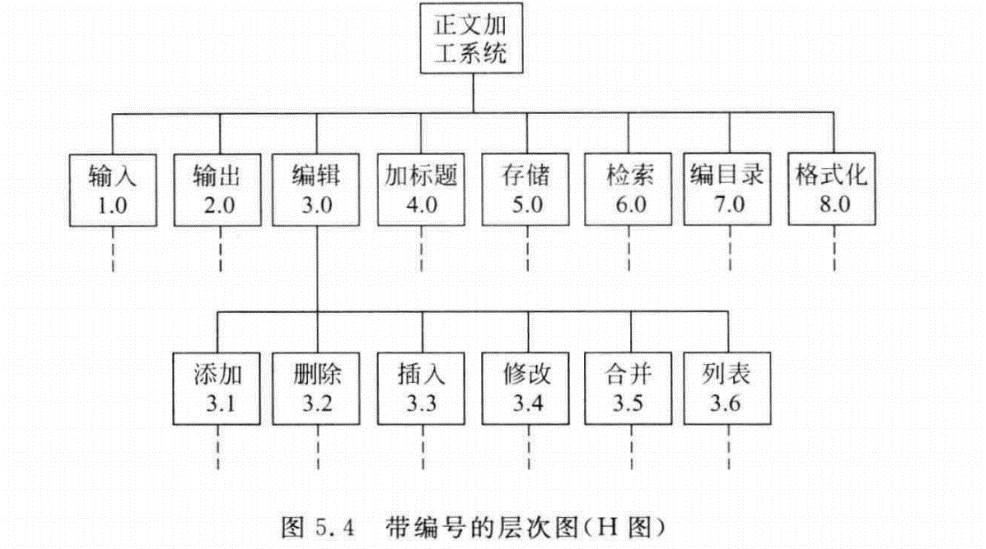 正文加
工系统
输入 输出 编辑 加标题 存储 检索 编目录 格式化
1.0 2.0 3.0 4.0 5.0 6.0 7.0 8.0
添加 删除 插入 修改 合并 列表
3.1 3.2 3.3 3.4 3.5 3.6
图 5.4 带编号的层次图(H 图)